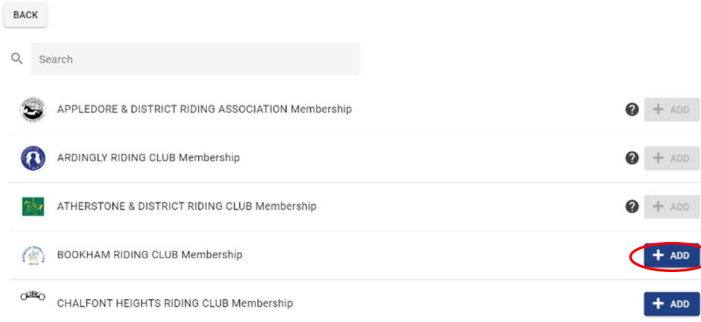 BACK
Search
APPLEDORE & DISTRICT RIDING ASSOCIATION Membership ? + ADD
ARDINGLY RIDING CLUB Membership ? + ADD
ATHERSTONE & DISTRICT RIDING CLUB Membership ? + ADD
BOOKHAM RIDING CLUB Membership + ADD
CHALFONT HEIGHTS RIDING CLUB Membership + ADD